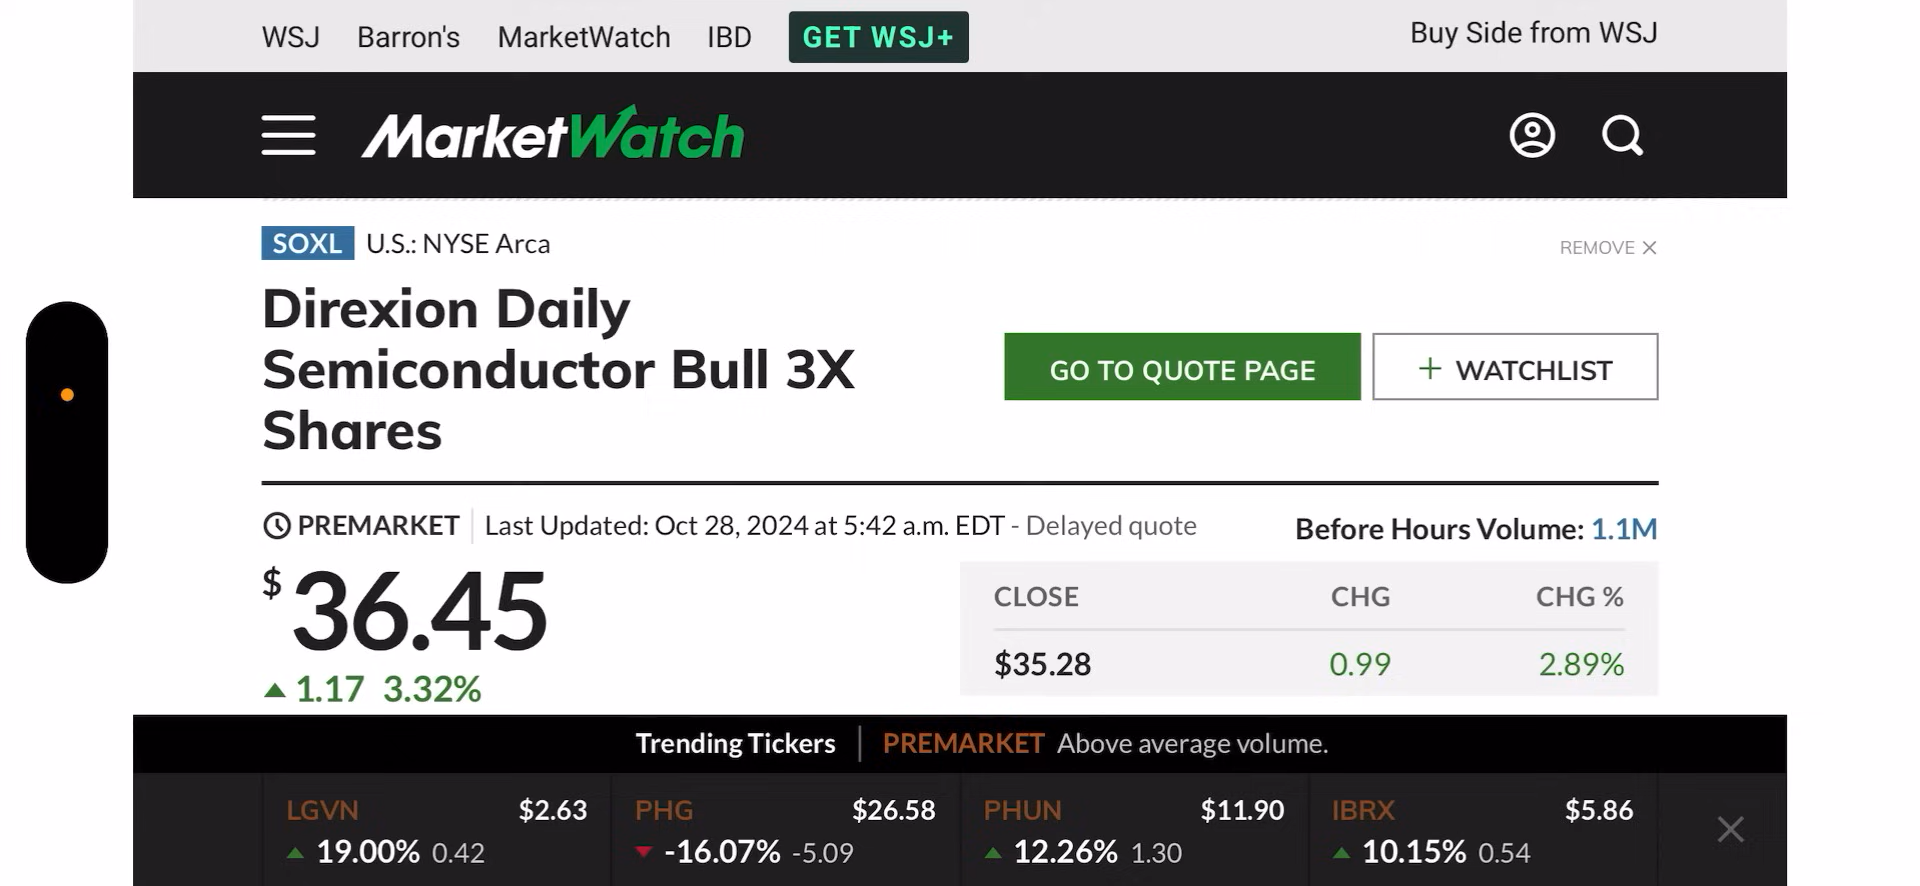 WSJ Barron's MarketWatch IBD GET WSJ+ Buy Side from WSJ
MarketWatch
SOXL U.S.: NYSE Arca REMOVE
Direxion Daily
Semiconductor Bull 3X
Shares
GO TO QUOTE PAGE + WATCHLIST
PREMARKET Last Updated: Oct 28, 2024 at 5:42 a.m. EDT - Delayed quote Before Hours Volume: 1.1M
$36.45
1.17 3.32%
CLOSE CHG CHG %
$35.28 0.99 2.89%
Trending Tickers | PREMARKET Above average volume.
LGVN $2.63 PHG $26.58 PHUN $11.90 IBRX $5.86
19.00% 0.42 -16.07% -5.09 12.26% 1.30 10.15% 0.54